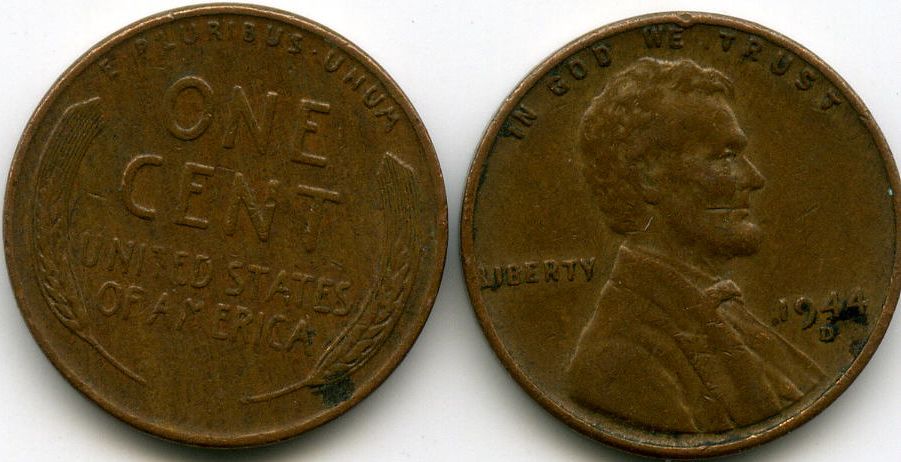 E·PLURIBUS·UNUM
ONE
CENT
UNITED STATES
OF AMERICA
IN GOD WE TRUST
LIBERTY
1944
D